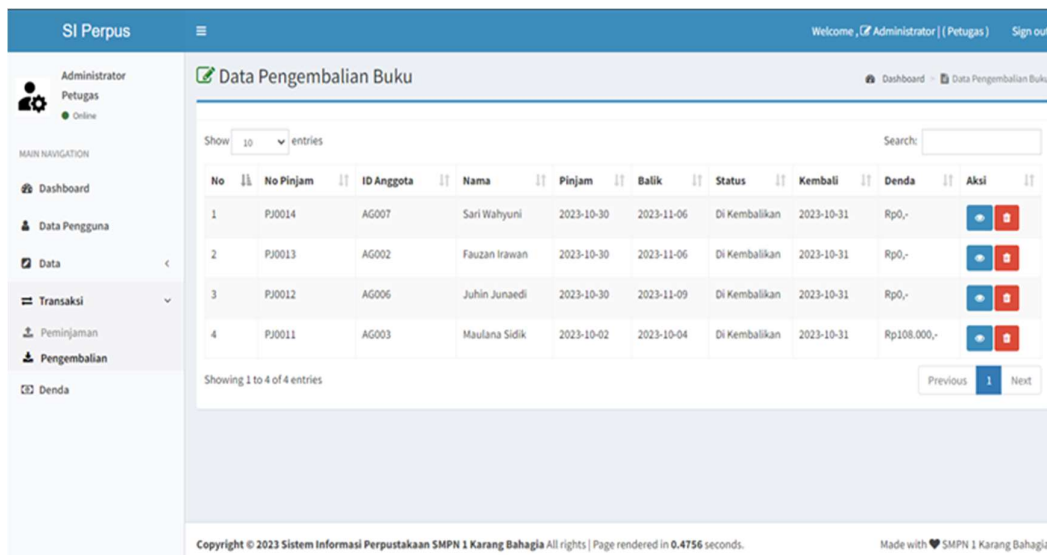 SI Perpus
Welcome , Administrator | ( Petugas )
Sign out
Administrator
Petugas
Online
MAIN NAVIGATION
Dashboard
Data Pengguna
Data
Transaksi
Peminjaman
Pengembalian
Denda
Data Pengembalian Buku
Dashboard > Data Pengembalian Buku
Show 10 entries
Search:
No No Pinjam ID Anggota Nama Pinjam Balik Status Kembali Denda Aksi
1 PJ0014 AG007 Sari Wahyuni 2023-10-30 2023-11-06 Di Kembalikan 2023-10-31 Rp0,-
2 PJ0013 AG002 Fauzan Irawan 2023-10-30 2023-11-06 Di Kembalikan 2023-10-31 Rp0,-
3 PJ0012 AG006 Juhin Junaedi 2023-10-30 2023-11-09 Di Kembalikan 2023-10-31 Rp0,-
4 PJ0011 AG003 Maulana Sidik 2023-10-02 2023-10-04 Di Kembalikan 2023-10-31 Rp108.000,-
Showing 1 to 4 of 4 entries
Previous 1 Next
Copyright © 2023 Sistem Informasi Perpustakaan SMPN 1 Karang Bahagia All rights | Page rendered in 0.4756 seconds.
Made with ♥ SMPN 1 Karang Bahagia